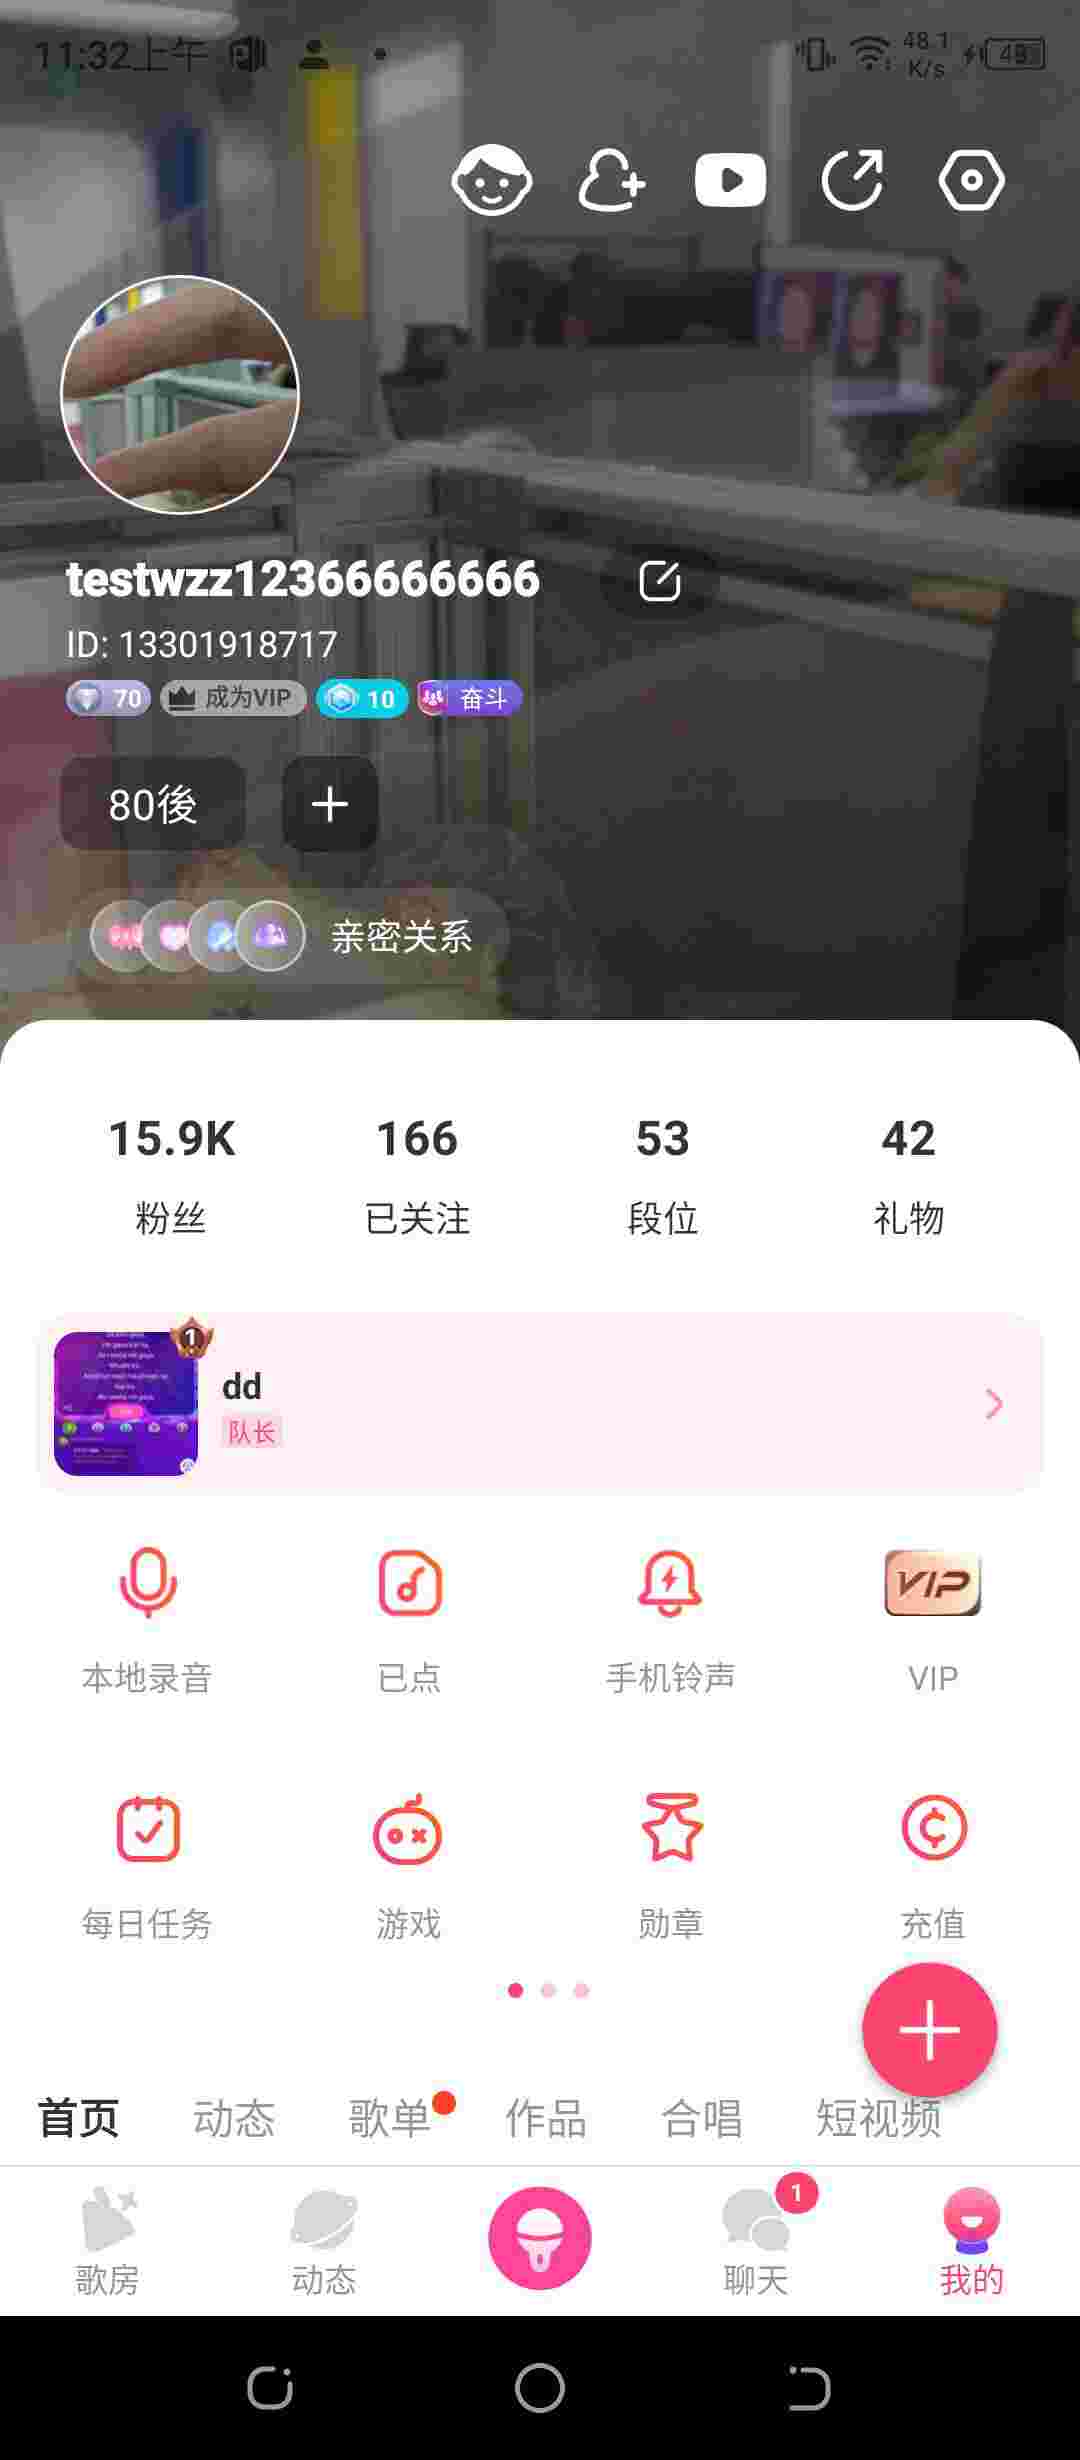 11:32上午
48.1
K/s
testwzz12366666666
ID: 13301918717
70 成为VIP 10 奋斗
80後
亲密关系
15.9K 166 53 42
粉丝 已关注 段位 礼物
1
dd
队长
VIP
本地录音 已点 手机铃声 VIP
每日任务 游戏 勋章 充值
首页 动态 歌单 作品 合唱 短视频
1
歌房 动态 聊天 我的